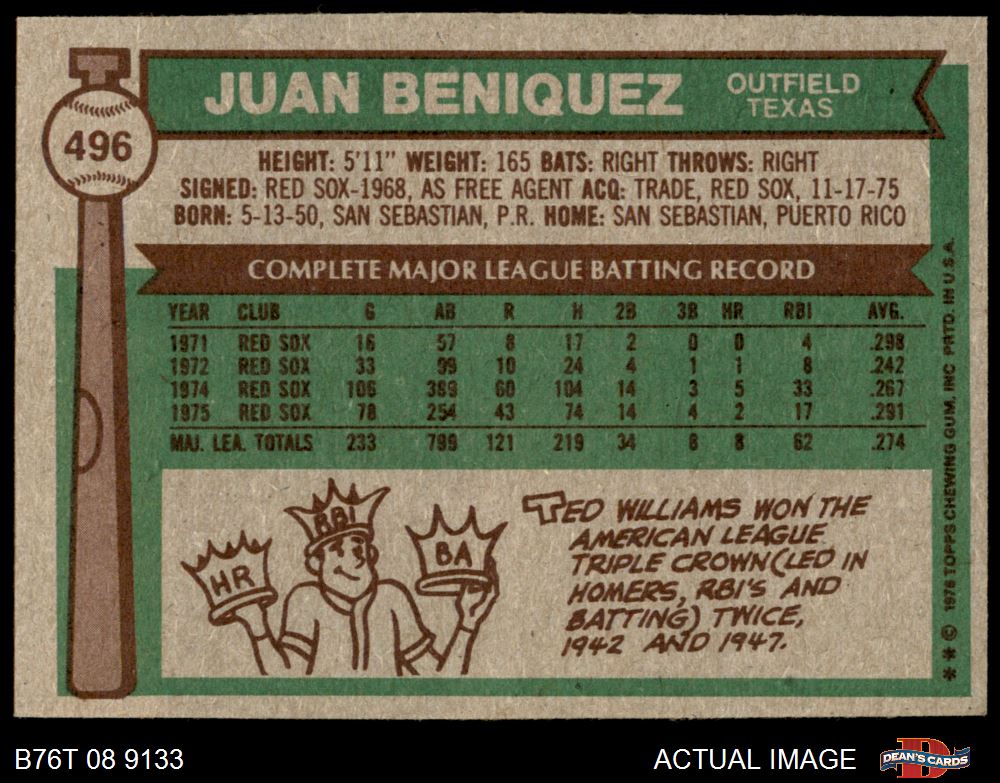 JUAN BENIQUEZ
OUTFIELD
TEXAS
496
HEIGHT: 5'11" WEIGHT: 165 BATS: RIGHT THROWS: RIGHT
SIGNED: RED SOX-1968, AS FREE AGENT ACQ: TRADE, RED SOX, 11-17-75
BORN: 5-13-50, SAN SEBASTIAN, P.R. HOME: SAN SEBASTIAN, PUERTO RICO
COMPLETE MAJOR LEAGUE BATTING RECORD
YEAR CLUB G AB R H 2B 3B HR RBI AVG.
1971 RED SOX 16 57 8 17 2 0 0 4 .298
1972 RED SOX 33 99 10 24 4 1 1 8 .242
1974 RED SOX 106 389 60 104 14 3 5 33 .267
1975 RED SOX 78 254 43 74 14 4 2 17 .291
MAJ. LEA. TOTALS 233 799 121 219 34 8 8 62 .274
HR
RBI
BA
TED WILLIAMS WON THE
AMERICAN LEAGUE
TRIPLE CROWN (LED IN
HOMERS, RBI'S AND
BATTING) TWICE,
1942 AND 1947.
** © 1976 TOPPS CHEWING GUM, INC PRTD. IN U.S.A.
B76T 08 9133
ACTUAL IMAGE
DEAN'S CARDS